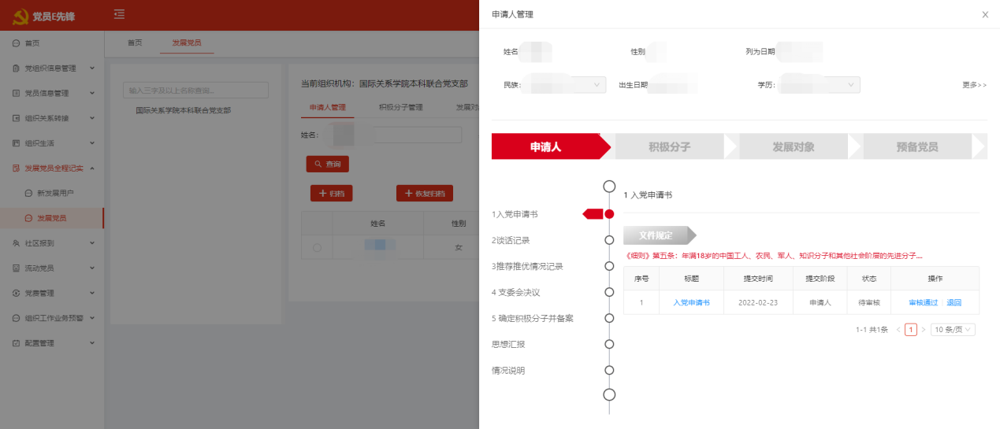 党员E先锋
首页
党组织信息管理
党员信息管理
组织关系转接
组织生活
发展党员全程记实
新发展用户
发展党员
社区报到
流动党员
党费管理
组织工作业务预警
配置管理
首页 发展党员
输入三字及以上名称查询...
国际关系学院本科联合党支部
当前组织机构: 国际关系学院本科联合党支部
申请人管理 积极分子管理 发展对
姓名:
查询
归档 恢复归档
姓名 性别
女
申请人管理 X
姓名 性别 列为日期
民族: 出生日期 学历: 更多>>
申请人 积极分子 发展对象 预备党员
1入党申请书
2谈话记录
3推荐推优情况记录
4 支委会决议
5 确定积极分子并备案
思想汇报
情况说明
1 入党申请书
文件规定
《细则》第五条: 年满18岁的中国工人、农民、军人、知识分子和其他社会阶层的先进分子....
序号 标题 提交时间 提交阶段 状态 操作
1 入党申请书 2022-02-23 申请人 待审核 审核通过 | 退回
1-1 共1条 < 1 > 10 条/页